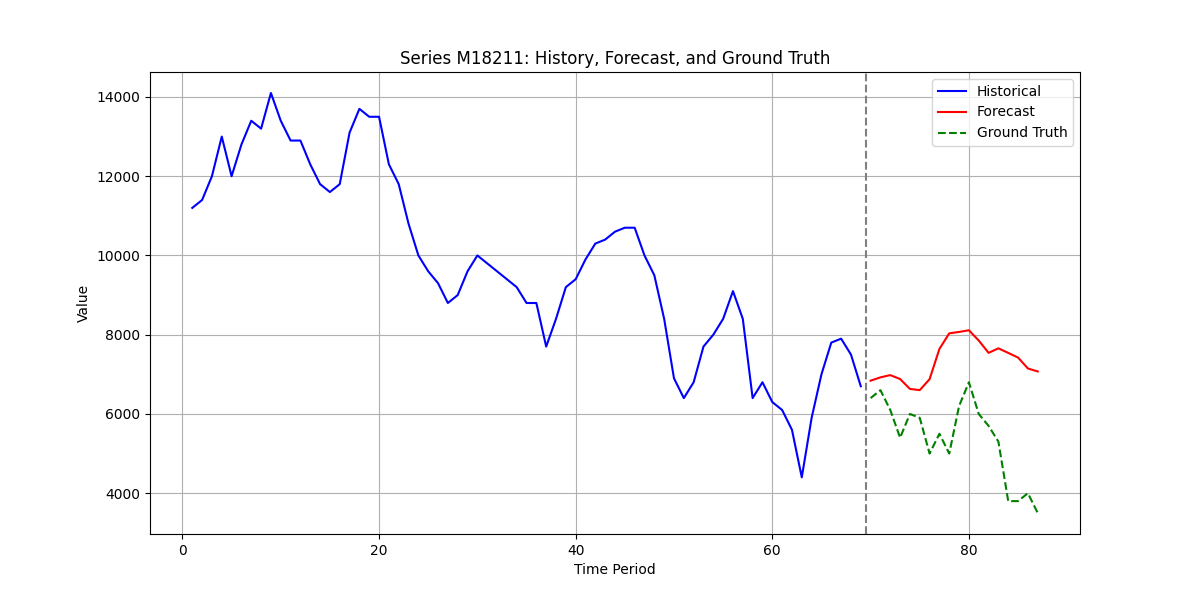 Series M18211: History, Forecast, and Ground Truth
Historical
Forecast
Ground Truth
14000
12000
10000
8000
6000
4000
Value
0 20 40 60 80
Time Period